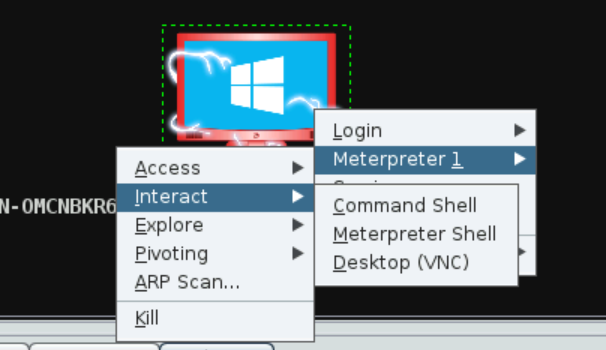 Login
Meterpreter 1
Access
Interact
N-OMCNBKR6
Command Shell
Explore
Meterpreter Shell
Pivoting
Desktop (VNC)
ARP Scan...
Kill